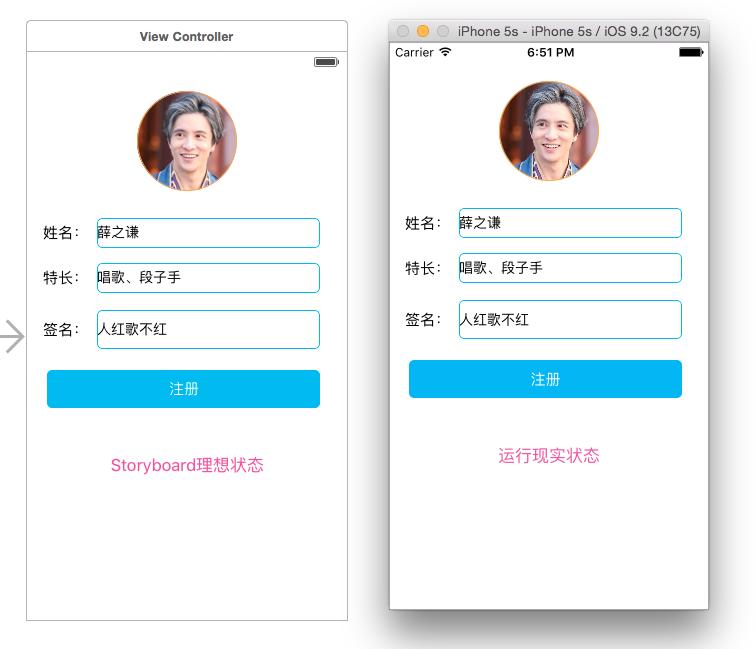 View Controller
姓名：
薛之谦
特长：
唱歌、段子手
签名：
人红歌不红
注册
Storyboard理想状态
iPhone 5s - iPhone 5s / iOS 9.2 (13C75)
Carrier
6:51 PM
姓名：
薛之谦
特长：
唱歌、段子手
签名：
人红歌不红
注册
运行现实状态